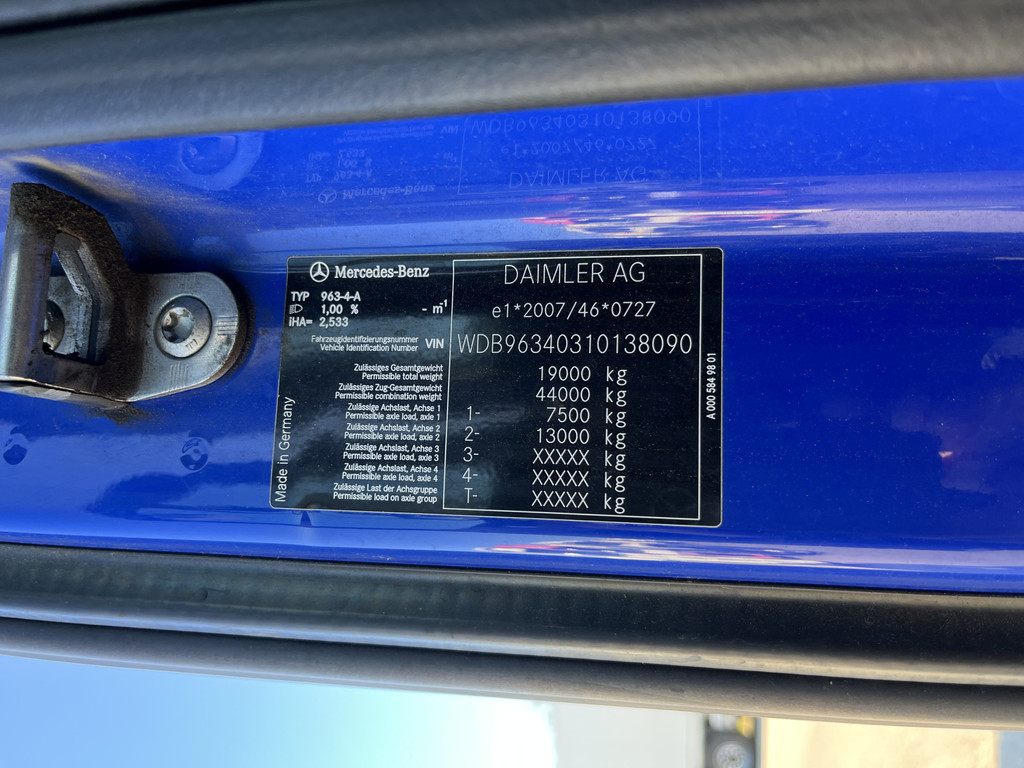 Mercedes-Benz
TYP 963-4-A
1,00 % - m⁻¹
iHA= 2,533
DAIMLER AG
e1*2007/46*0727
Fahrzeugidentifizierungsnummer
Vehicle Identification Number VIN WDB96340310138090
Zulässiges Gesamtgewicht
Permissible total weight 19000 kg
Zulässiges Zug-Gesamtgewicht
Permissible combination weight 44000 kg
Zulässige Achslast, Achse 1
Permissible axle load, axle 1 1- 7500 kg
Zulässige Achslast, Achse 2
Permissible axle load, axle 2 2- 13000 kg
Zulässige Achslast, Achse 3
Permissible axle load, axle 3 3- XXXXX kg
Zulässige Achslast, Achse 4
Permissible axle load, axle 4 4- XXXXX kg
Zulässige Last der Achsgruppe
Permissible load on axle group T- XXXXX kg
Made in Germany
A 000 584 98 01